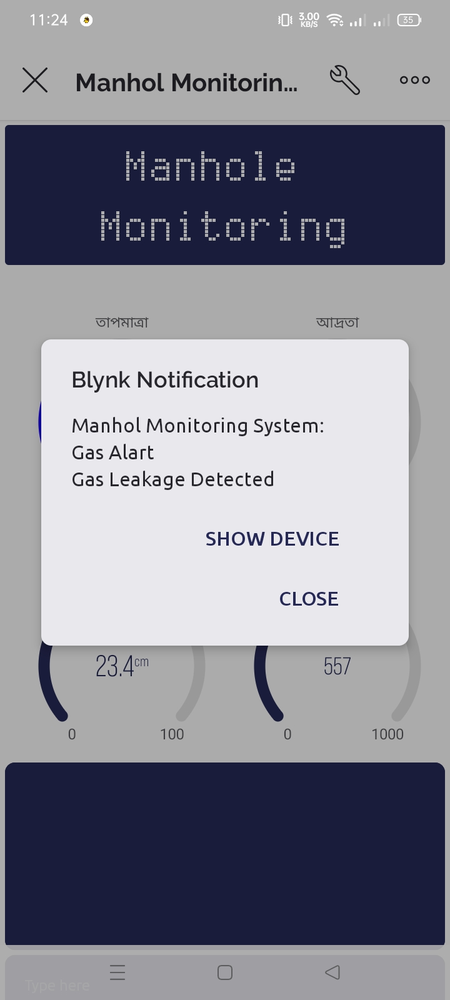 11:24
3.00
KB/S
35
Manhol Monitorin...
Manhole
Monitoring
তাপমাত্রা
আদ্রতা
Blynk Notification
Manhol Monitoring System:
Gas Alart
Gas Leakage Detected
SHOW DEVICE
CLOSE
23.4cm
557
0
100
0
1000
Type here